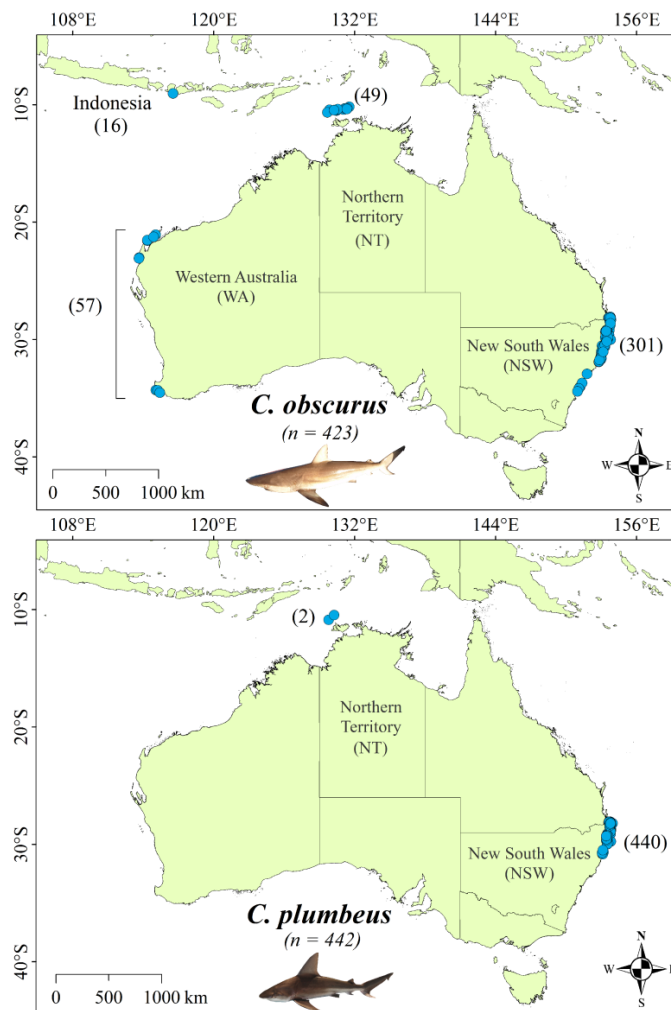 108°E 120°E 132°E 144°E 156°E
10°S
20°S
30°S
40°S
Indonesia
(16)
(49)
Northern
Territory
(NT)
Western Australia
(WA)
(57)
New South Wales
(NSW)
(301)
C. obscurus
(n = 423)
0 500 1000 km
N
W E
S
108°E 120°E 132°E 144°E 156°E
10°S
20°S
30°S
40°S
(2)
Northern
Territory
(NT)
New South Wales
(NSW)
(440)
C. plumbeus
(n = 442)
0 500 1000 km
N
W
S